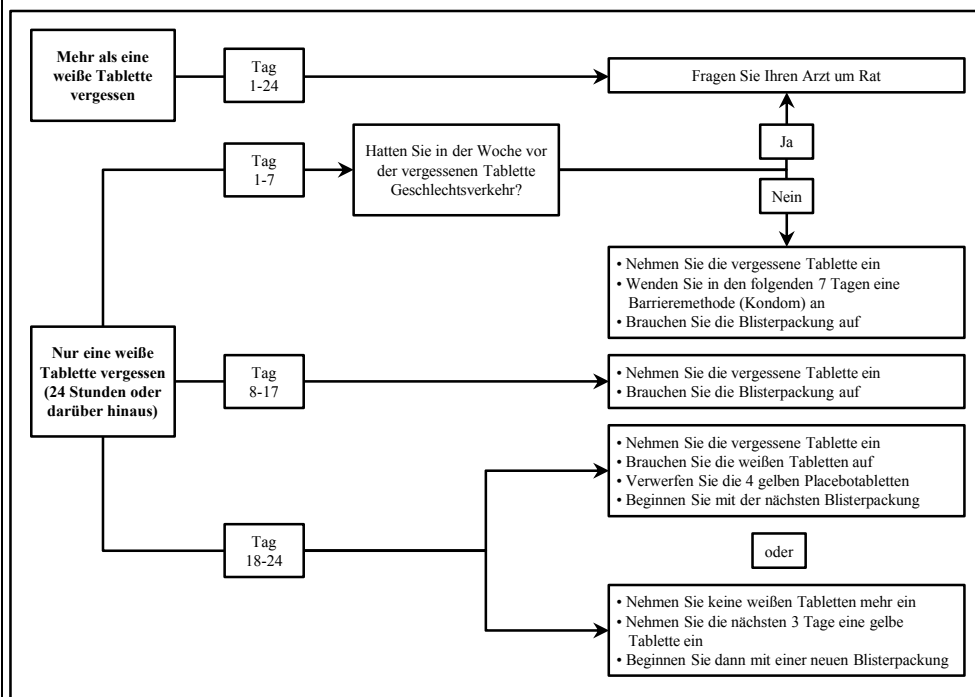 Mehr als eine
weiße Tablette
vergessen
Tag
1-24
Fragen Sie Ihren Arzt um Rat
Ja
Tag
1-7
Hatten Sie in der Woche vor
der vergessenen Tablette
Geschlechtsverkehr?
Nein
• Nehmen Sie die vergessene Tablette ein
• Wenden Sie in den folgenden 7 Tagen eine
Barrieremethode (Kondom) an
• Brauchen Sie die Blisterpackung auf
Nur eine weiße
Tablette vergessen
(24 Stunden oder
darüber hinaus)
Tag
8-17
• Nehmen Sie die vergessene Tablette ein
• Brauchen Sie die Blisterpackung auf
• Nehmen Sie die vergessene Tablette ein
• Brauchen Sie die weißen Tabletten auf
• Verwerfen Sie die 4 gelben Placebotabletten
• Beginnen Sie mit der nächsten Blisterpackung
Tag
18-24
oder
• Nehmen Sie keine weißen Tabletten mehr ein
• Nehmen Sie die nächsten 3 Tage eine gelbe
Tablette ein
• Beginnen Sie dann mit einer neuen Blisterpackung